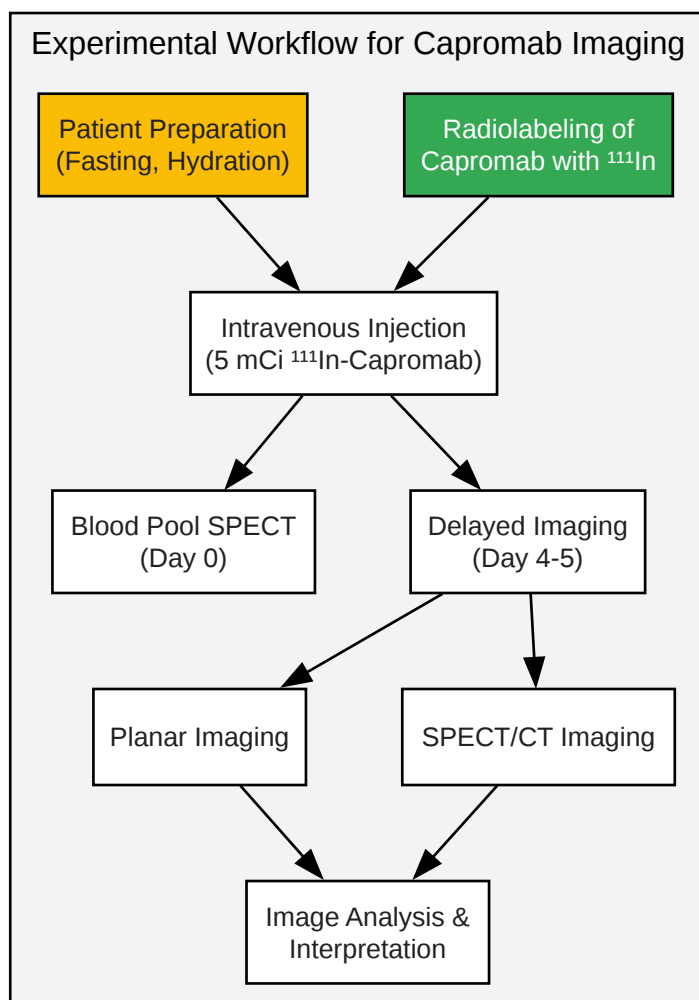 Experimental Workflow for Capromab Imaging
Patient Preparation
(Fasting, Hydration)
Radiolabeling of
Capromab with ¹¹¹In
Intravenous Injection
(5 mCi ¹¹¹In-Capromab)
Blood Pool SPECT
(Day 0)
Delayed Imaging
(Day 4-5)
Planar Imaging
SPECT/CT Imaging
Image Analysis &
Interpretation